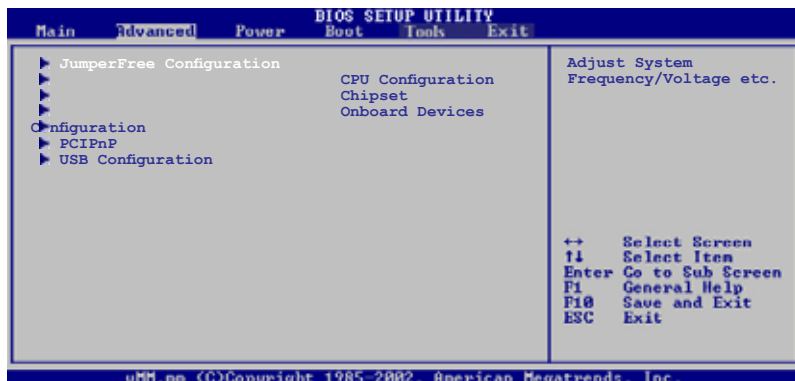 BIOS SETUP UTILITY
Main Advanced Power Boot Tools Exit
JumperFree Configuration
CPU Configuration
Chipset
Onboard Devices
Configuration
PCIPnP
USB Configuration
Adjust System
Frequency/Voltage etc.
↔ Select Screen
↑↓ Select Item
Enter Go to Sub Screen
F1 General Help
F10 Save and Exit
ESC Exit
(C)Copyright 1985-2002, American Megatrends, Inc.